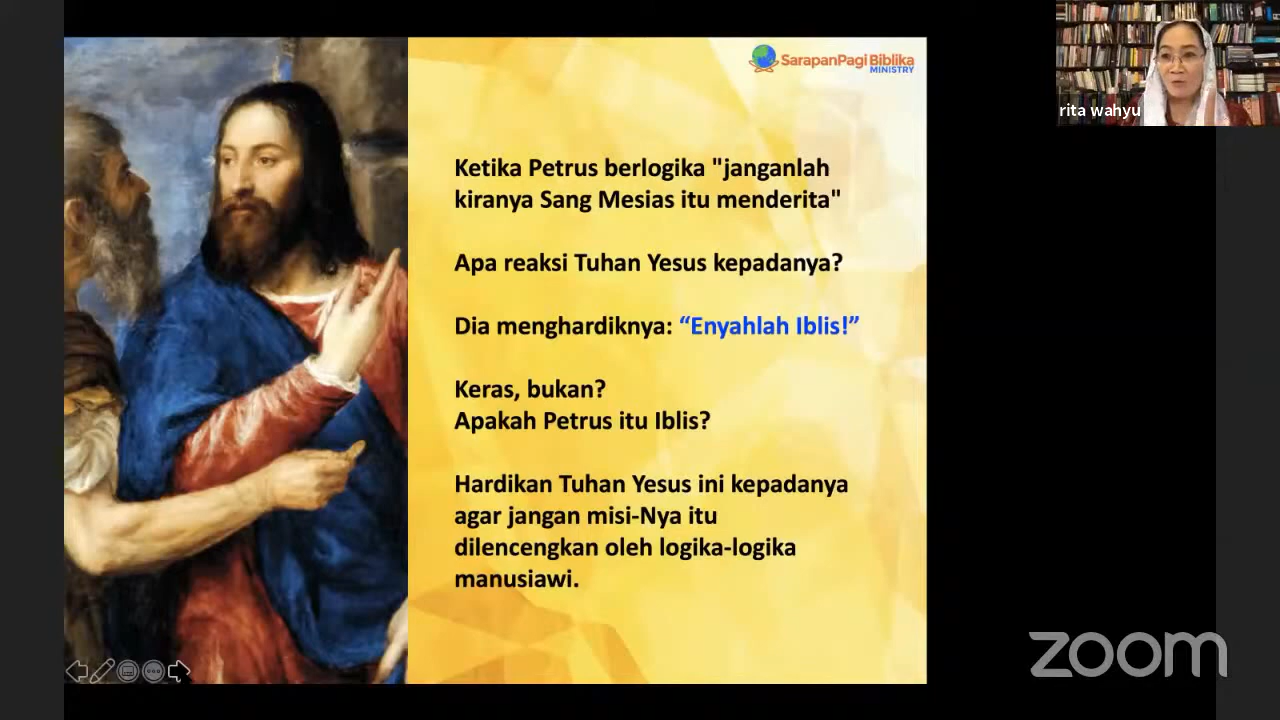 SarapanPagi Biblika
MINISTRY
rita wahyu
Ketika Petrus berlogika "janganlah
kiranya Sang Mesias itu menderita"
Apa reaksi Tuhan Yesus kepadanya?
Dia menghardiknya: “Enyahlah Iblis!”
Keras, bukan?
Apakah Petrus itu Iblis?
Hardikan Tuhan Yesus ini kepadanya
agar jangan misi-Nya itu
dilencengkan oleh logika-logika
manusiawi.
zoom